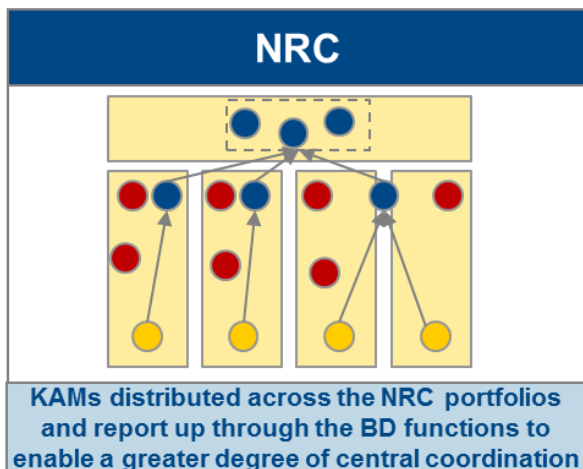 NRC
KAMs distributed across the NRC portfolios
and report up through the BD functions to
enable a greater degree of central coordination